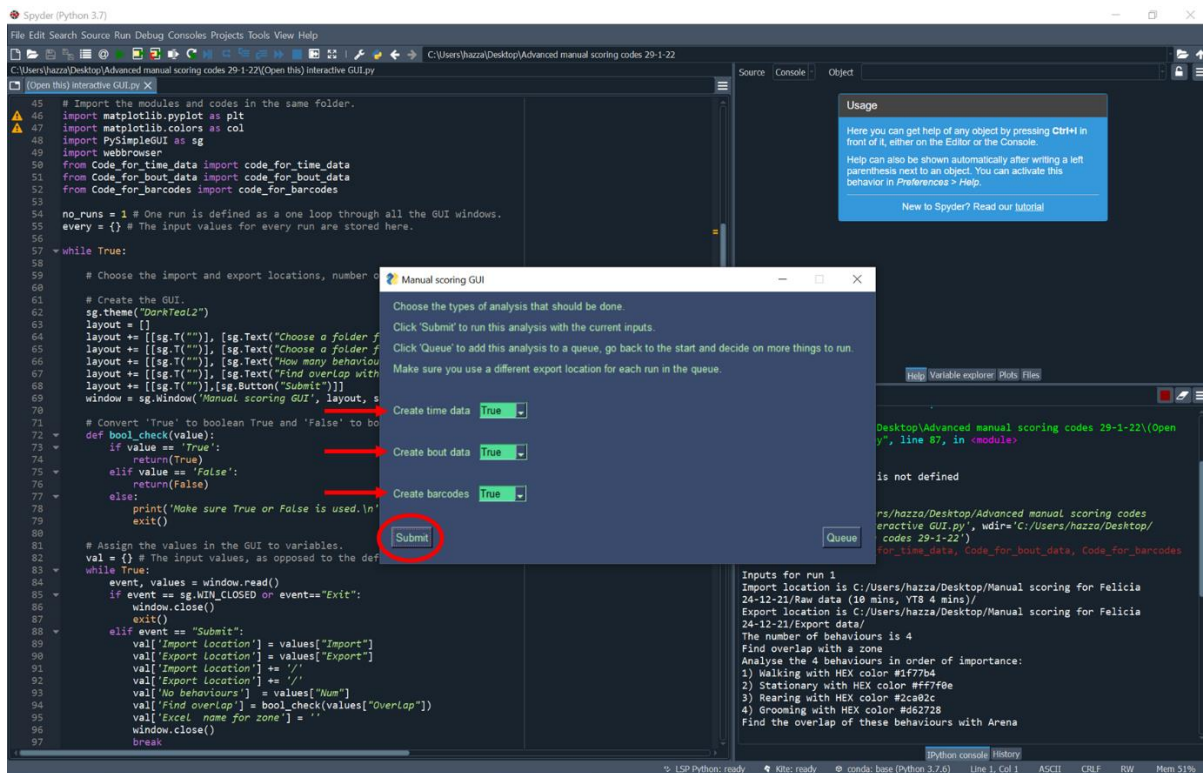 Spyder (Python 3.7)
File Edit Search Source Run Debug Consoles Projects Tools View Help
C:\Users\hazza\Desktop\Advanced manual scoring codes 29-1-22
C:\Users\hazza\Desktop\Advanced manual scoring codes 29-1-22\(Open this) interactive GUI.py
(Open this) interactive GUI.py
45 # Import the modules and codes in the same folder.
46 import matplotlib.pyplot as plt
47 import matplotlib.colors as col
48 import PySimpleGUI as sg
49 import webbrowser
50 from Code_for_time_data import code_for_time_data
51 from Code_for_bout_data import code_for_bout_data
52 from Code_for_barcodes import code_for_barcodes
53
54 no_runs = 1 # One run is defined as a one loop through all the GUI windows.
55 every = {} # The input values for every run are stored here.
56
57 while True:
58
59 # Choose the import and export locations, number o
60
61 # Create the GUI.
62 sg.theme("DarkTeal2")
63 layout = []
64 layout += [[sg.T("")], [sg.Text("Choose a folder f
65 layout += [[sg.T("")], [sg.Text("Choose a folder f
66 layout += [[sg.T("")], [sg.Text("How many behaviou
67 layout += [[sg.T("")], [sg.Text("Find overlap with
68 layout += [[sg.T("")],[sg.Button("Submit")]]
69 window = sg.Window('Manual scoring GUI', layout, s
70
71 # Convert 'True' to boolean True and 'False' to bo
72 def bool_check(value):
73 if value == 'True':
74 return(True)
75 elif value == 'False':
76 return(False)
77 else:
78 print('Make sure True or False is used.\n'
79 exit()
80
81 # Assign the values in the GUI to variables.
82 val = {} # The input values, as opposed to the def
83 while True:
84 event, values = window.read()
85 if event == sg.WIN_CLOSED or event=="Exit":
86 window.close()
87 exit()
88 elif event == "Submit":
89 val['Import location'] = values["Import"]
90 val['Export location'] = values["Export"]
91 val['Import location'] += '/'
92 val['Export location'] += '/'
93 val['No behaviours'] = values["Num"]
94 val['Find overlap'] = bool_check(values["Overlap"])
95 val['Excel name for zone'] = ''
96 window.close()
97 break
Manual scoring GUI
Choose the types of analysis that should be done.
Click 'Submit' to run this analysis with the current inputs.
Click 'Queue' to add this analysis to a queue, go back to the start and decide on more things to run.
Make sure you use a different export location for each run in the queue.
Create time data True
Create bout data True
Create barcodes True
Submit Queue
Source Console Object
Usage
Here you can get help of any object by pressing Ctrl+I in
front of it, either on the Editor or the Console.
Help can also be shown automatically after writing a left
parenthesis next to an object. You can activate this
behavior in Preferences > Help.
New to Spyder? Read our tutorial
Help Variable explorer Plots Files
Desktop\Advanced manual scoring codes 29-1-22\(Open
y", line 87, in <module>
is not defined
rs/hazza/Desktop/Advanced manual scoring codes
eractive GUI.py', wdir='C:/Users/hazza/Desktop/
codes 29-1-22')
for_time_data, Code_for_bout_data, Code_for_barcodes
Inputs for run 1
Import location is C:/Users/hazza/Desktop/Manual scoring for Felicia
24-12-21/Raw data (10 mins, YT8 4 mins)/
Export location is C:/Users/hazza/Desktop/Manual scoring for Felicia
24-12-21/Export data/
The number of behaviours is 4
Find overlap with a zone
Analyse the 4 behaviours in order of importance:
1) Walking with HEX color #1f77b4
2) Stationary with HEX color #ff7f0e
3) Rearing with HEX color #2ca02c
4) Grooming with HEX color #d62728
Find the overlap of these behaviours with Arena
IPython console History
LSP Python: ready Kite: ready conda: base (Python 3.7.6) Line 1, Col 1 ASCII CRLF RW Mem 51%